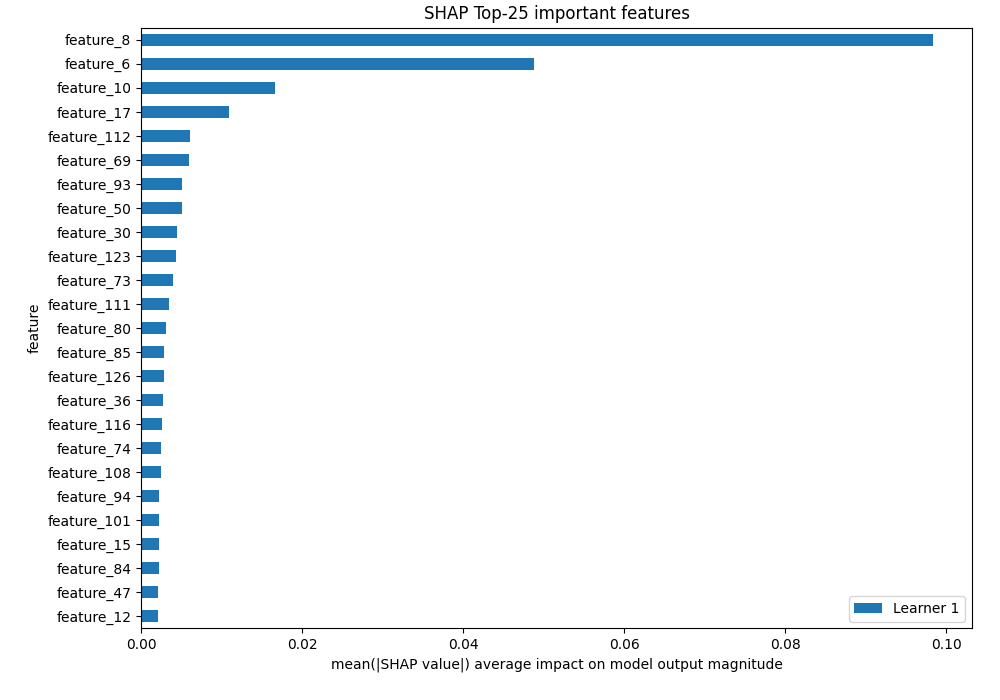 SHAP Top-25 important features
feature_8
feature_6
feature_10
feature_17
feature_112
feature_69
feature_93
feature_50
feature_30
feature_123
feature_73
feature_111
feature_80
feature_85
feature_126
feature_36
feature_116
feature_74
feature_108
feature_94
feature_101
feature_15
feature_84
feature_47
feature_12
feature
Learner 1
0.00 0.02 0.04 0.06 0.08 0.10
mean(|SHAP value|) average impact on model output magnitude